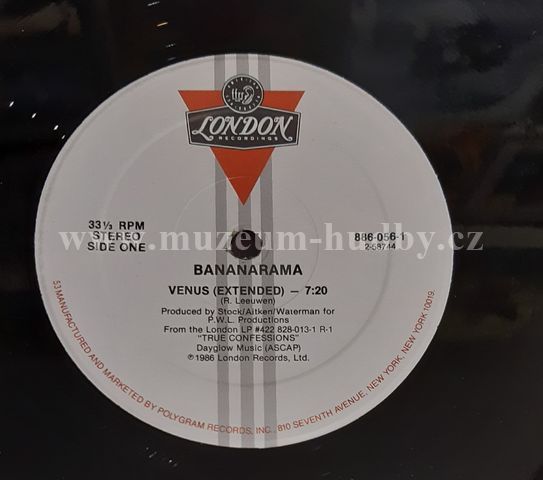 LONDON
RECORDINGS
33⅓ RPM
STEREO
SIDE ONE
886-056-1
2-58744
www.muzeum-hudby.cz
BANANARAMA
VENUS (EXTENDED) — 7:20
(R. Leeuwen)
Produced by Stock/Aitken/Waterman for
P.W.L. Productions
From the London LP #422 828-013-1 R-1
"TRUE CONFESSIONS"
Dayglow Music (ASCAP)
℗1986 London Records, Ltd.
53 MANUFACTURED AND MARKETED BY POLYGRAM RECORDS, INC., 810 SEVENTH AVENUE, NEW YORK, NEW YORK 10019.